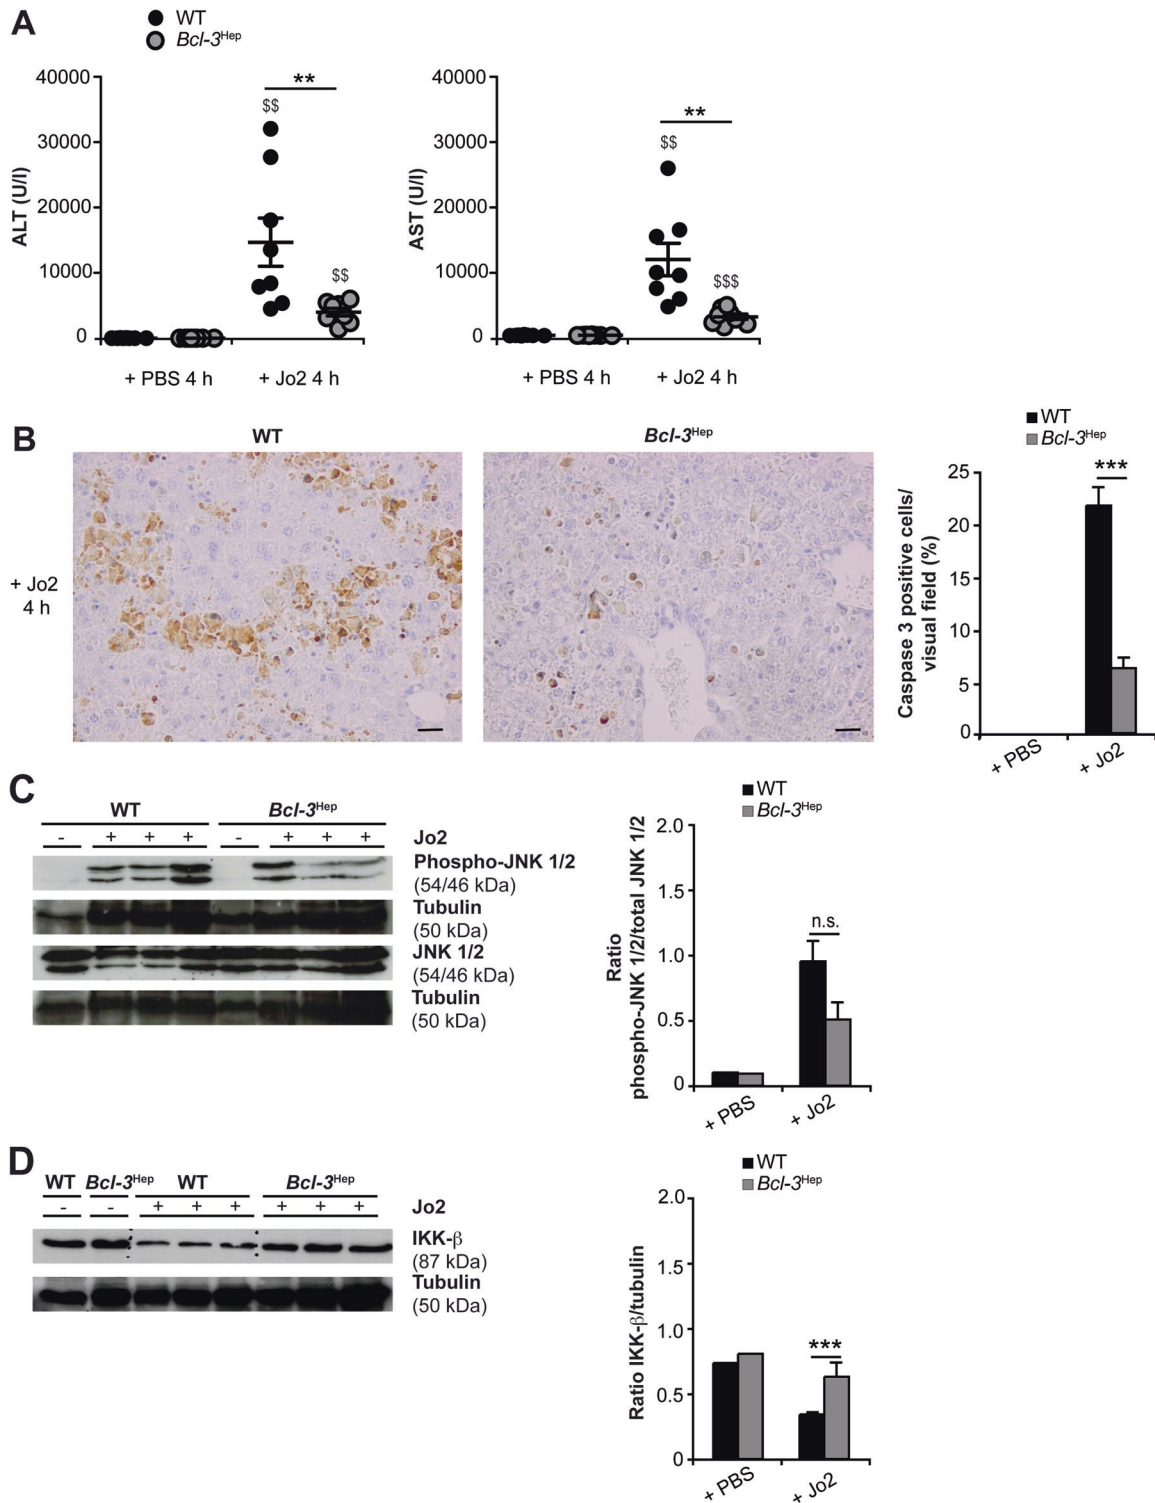 A
WT
Bcl-3Hep
40000
30000
20000
10000
0
ALT (U/l)
$$
**
$$
+ PBS 4 h
+ Jo2 4 h
40000
30000
20000
10000
0
AST (U/l)
$$
**
$$$
+ PBS 4 h
+ Jo2 4 h
B
WT
Bcl-3Hep
+ Jo2
4 h
WT
Bcl-3Hep
25
20
15
10
5
0
Caspase 3 positive cells/
visual field (%)
***
+ PBS
+ Jo2
C
WT
Bcl-3Hep
- + + + - + + +
Jo2
Phospho-JNK 1/2
(54/46 kDa)
Tubulin
(50 kDa)
JNK 1/2
(54/46 kDa)
Tubulin
(50 kDa)
WT
Bcl-3Hep
2.0
1.5
1.0
0.5
0
Ratio
phospho-JNK 1/2/total JNK 1/2
n.s.
+ PBS
+ Jo2
D
WT Bcl-3Hep WT Bcl-3Hep
- - + + + + + +
Jo2
IKK-β
(87 kDa)
Tubulin
(50 kDa)
WT
Bcl-3Hep
2.0
1.5
1.0
0.5
0
Ratio IKK-β/tubulin
***
+ PBS
+ Jo2